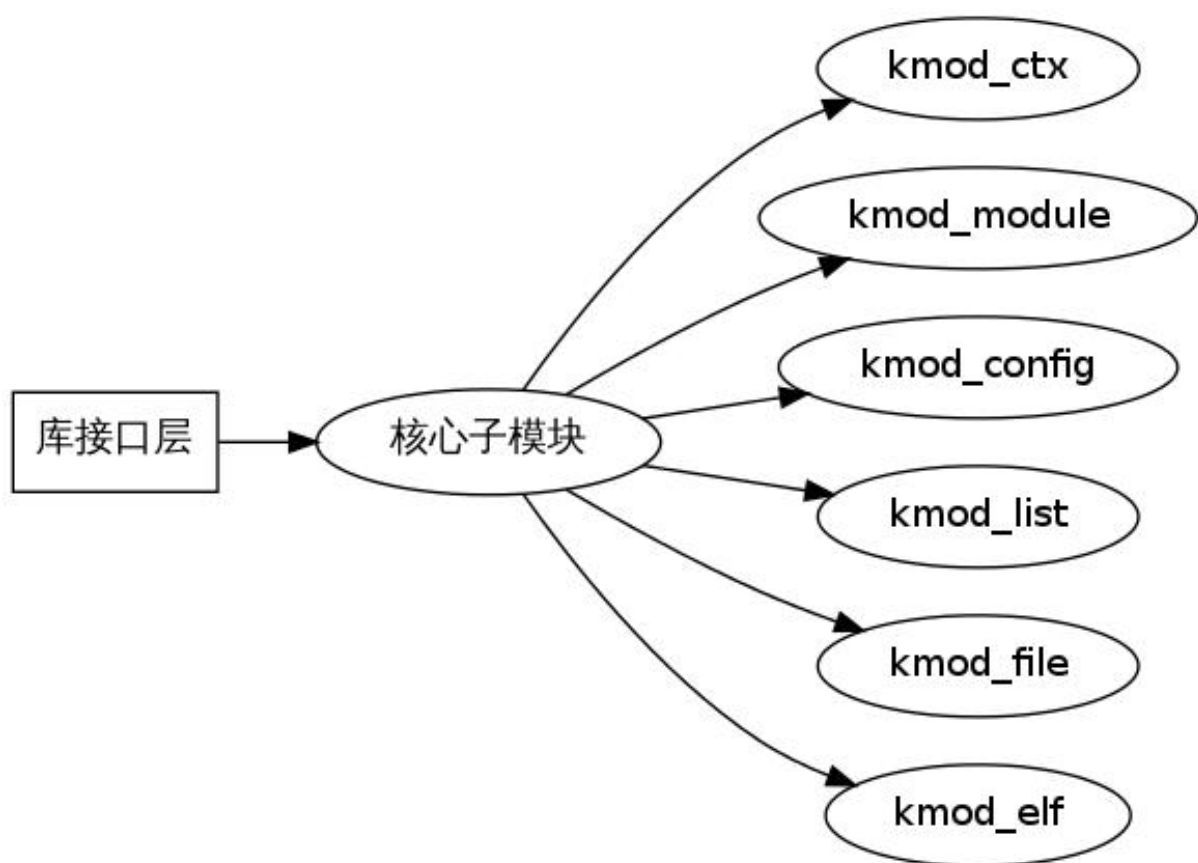 kmod_ctx
kmod_module
kmod_config
库接口层
核心子模块
kmod_list
kmod_file
kmod_elf